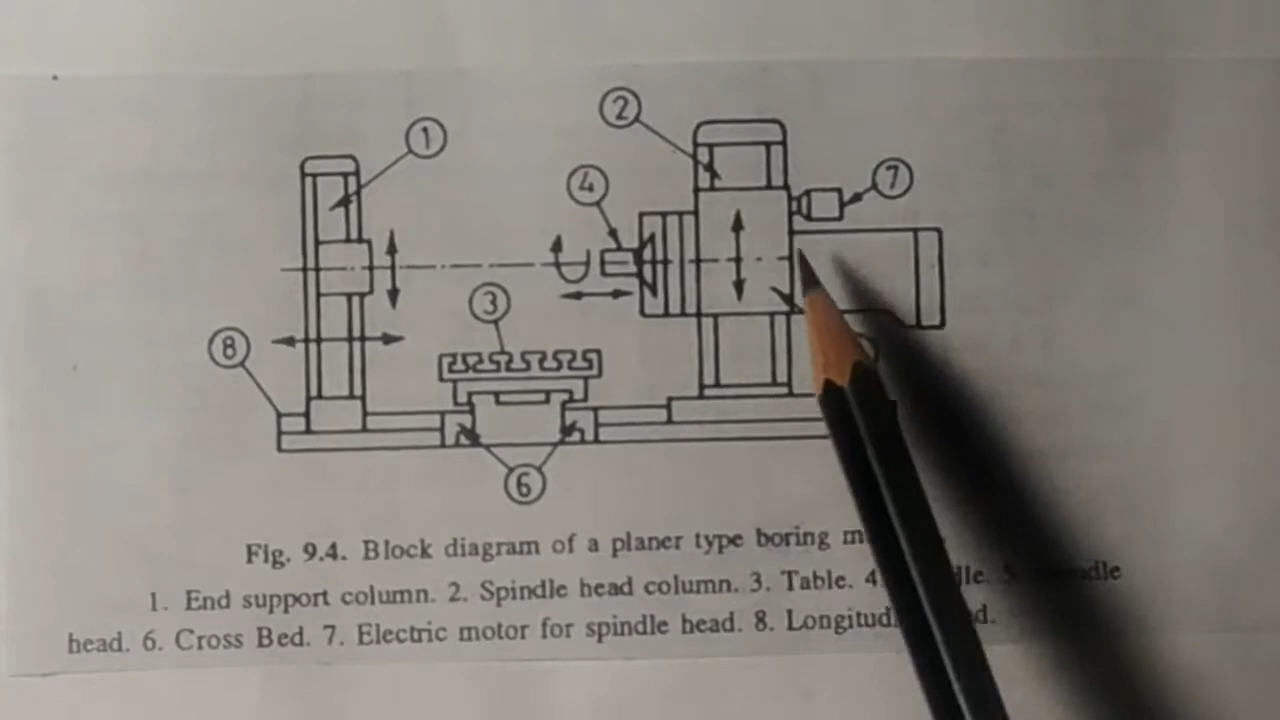 1
2
7
4
3
8
6
Fig. 9.4. Block diagram of a planer type boring
1. End support column. 2. Spindle head column. 3. Table. 4
head. 6. Cross Bed. 7. Electric motor for spindle head. 8.